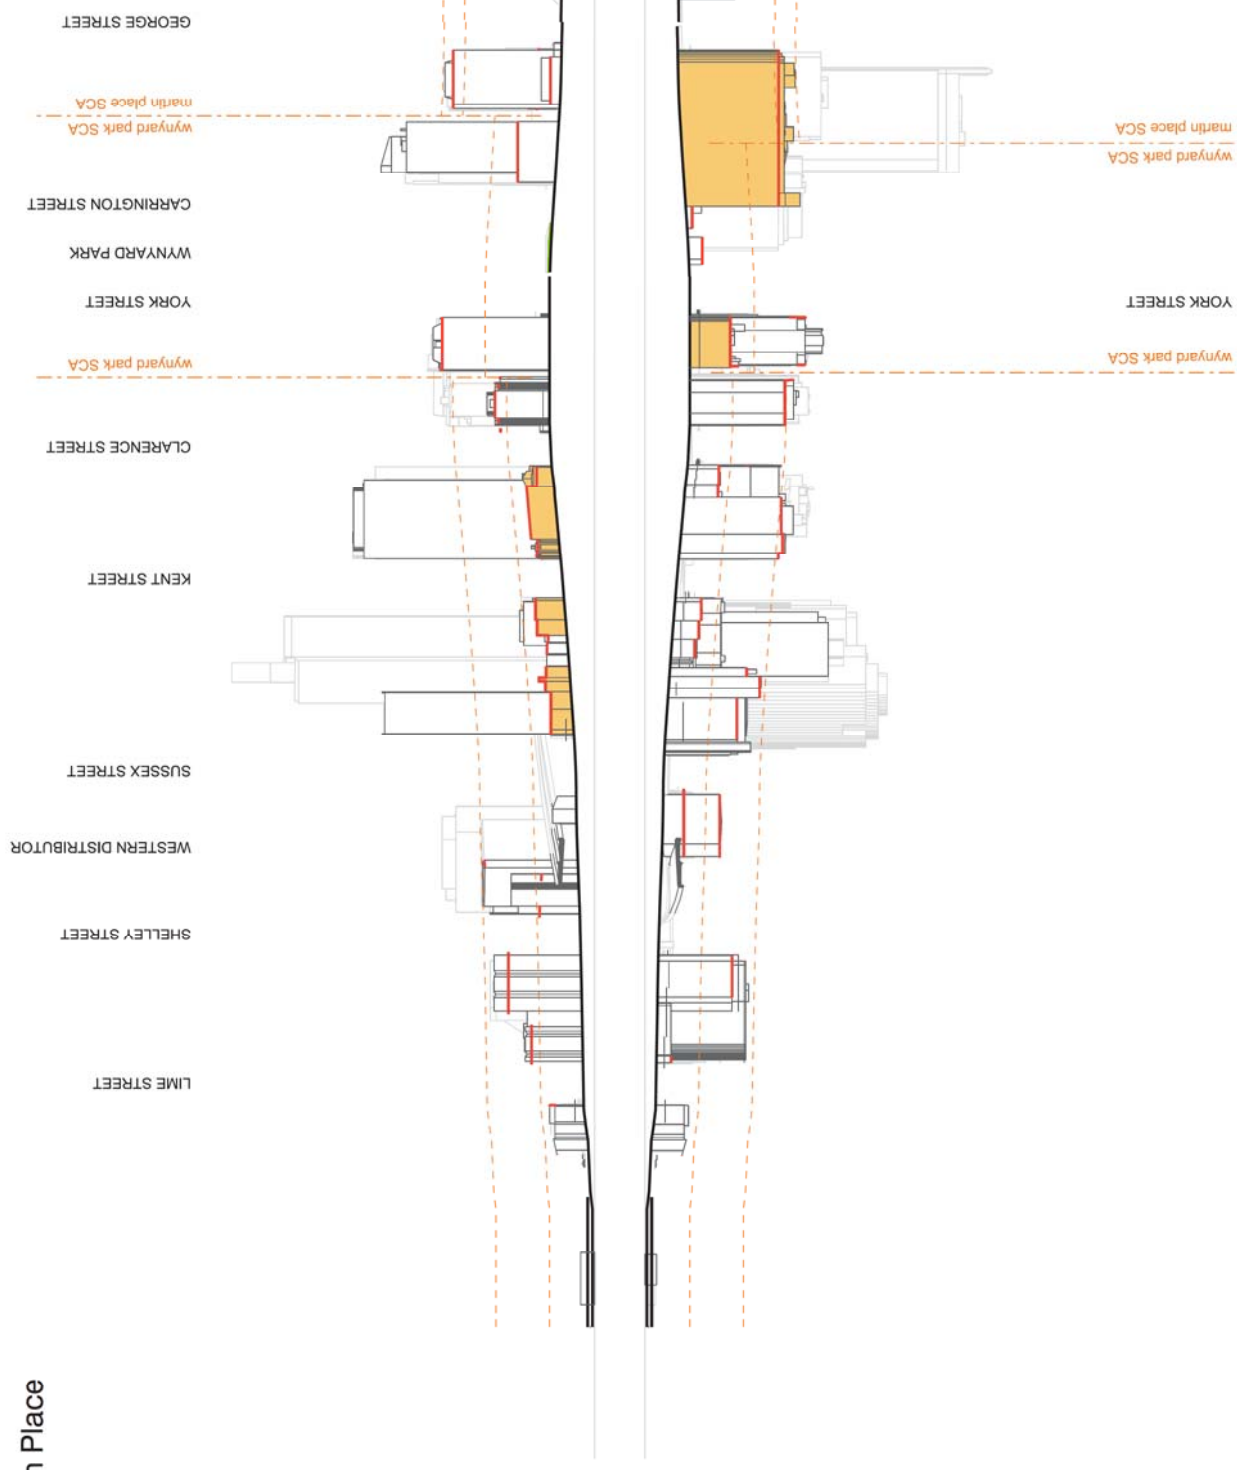 GEORGE STREET
martin place SCA
wynyard park SCA
CARRINGTON STREET
WYNYARD PARK
YORK STREET
wynyard park SCA
CLARENCE STREET
KENT STREET
SUSSEX STREET
WESTERN DISTRIBUTOR
SHELLEY STREET
LIME STREET
martin place SCA
wynyard park SCA
YORK STREET
wynyard park SCA
Place